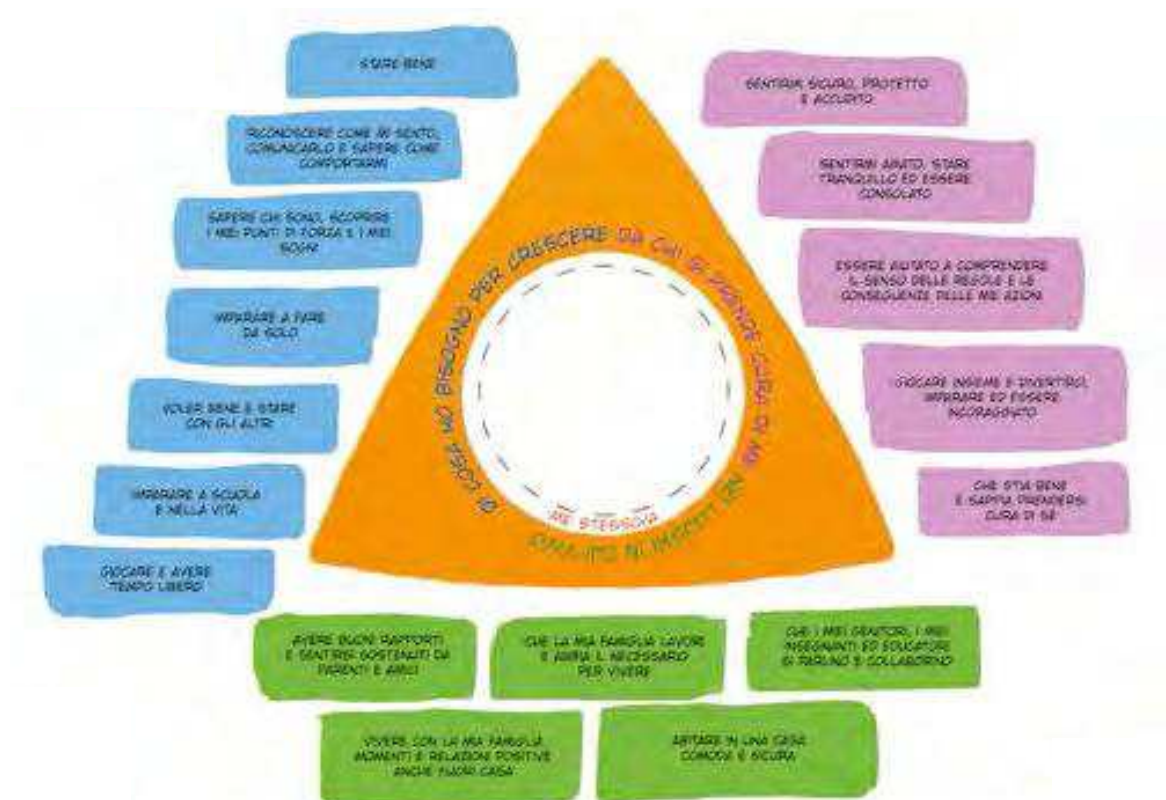 STARE BENE
RICONOSCERE COME MI SENTO,
COMUNICARLO E SAPERE COME
COMPORTARMI
SAPERE CHI SONO, SCOPRIRE
I MIEI PUNTI DI FORZA E I MIEI
SOGNI
IMPARARE A FARE
DA SOLO
VOLER BENE E STARE
CON GLI ALTRI
IMPARARE A SCUOLA
E NELLA VITA
GIOCARE E AVERE
TEMPO LIBERO
DI COSA HO BISOGNO PER CRESCERE
DA CHI SI PRENDE CURA DI ME
NEI LUOGHI IN CUI VIVO
ME STESSO/A
SENTIRMI SICURO, PROTETTO
E ACCUDITO
SENTIRMI AMATO, STARE
TRANQUILLO ED ESSERE
CONSOLATO
ESSERE AIUTATO A COMPRENDERE
IL SENSO DELLE REGOLE E LE
CONSEGUENZE DELLE MIE AZIONI
GIOCARE INSIEME E DIVERTIRCI,
IMPARARE ED ESSERE
INCORAGGIATO
CHE STIA BENE
E SAPPIA PRENDERSI
CURA DI SÉ
AVERE BUONI RAPPORTI
E SENTIRSI SOSTENUTI DA
PARENTI E AMICI
CHE LA MIA FAMIGLIA LAVORI
E ABBIA IL NECESSARIO
PER VIVERE
CHE I MIEI GENITORI, I MIEI
INSEGNANTI ED EDUCATORI
SI PARLINO E COLLABORINO
VIVERE CON LA MIA FAMIGLIA
MOMENTI E RELAZIONI POSITIVE
ANCHE FUORI CASA
ABITARE IN UNA CASA
COMODA E SICURA